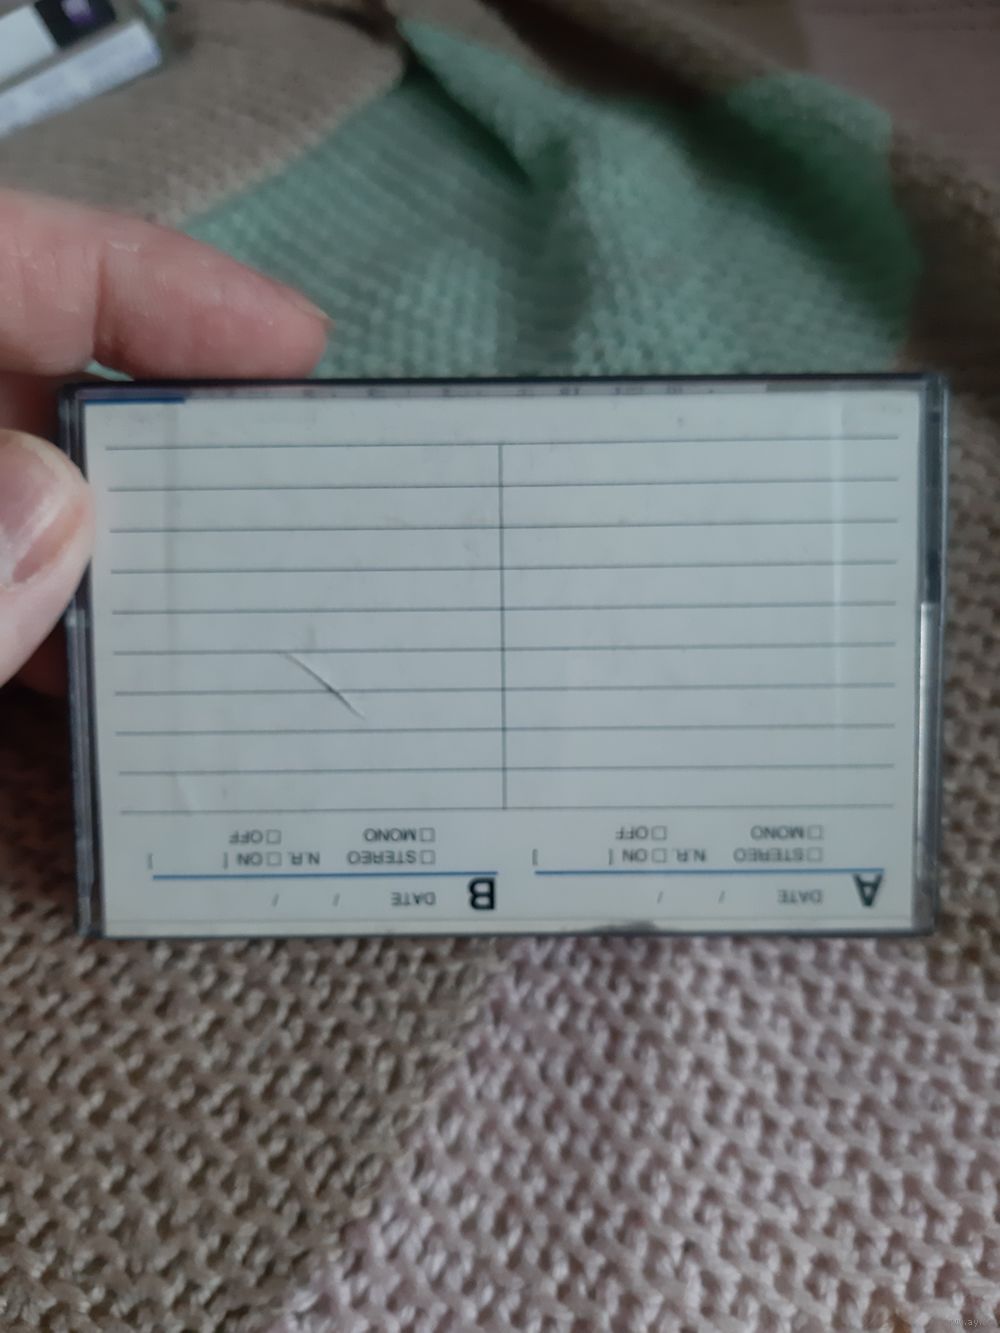 A DATE / / B DATE / /
□ STEREO N.R. □ ON [ ] □ STEREO N.R. □ ON [ ]
□ MONO □ OFF □ MONO □ OFF